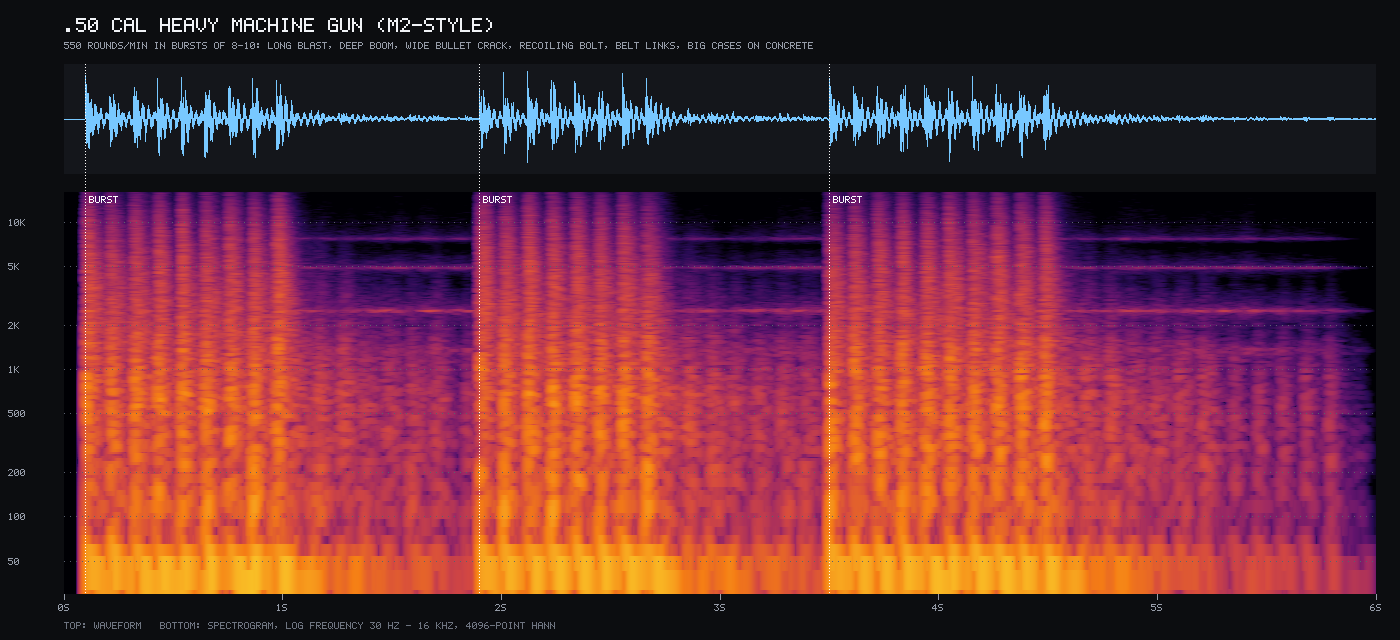 .50 CAL HEAVY MACHINE GUN (M2-STYLE)
550 ROUNDS/MIN IN BURSTS OF 8-10: LONG BLAST, DEEP BOOM, WIDE BULLET CRACK, RECOILING BOLT, BELT LINKS, BIG CASES ON CONCRETE
BURST BURST BURST
10K
5K
2K
1K
500
200
100
50
0S 1S 2S 3S 4S 5S 6S
TOP: WAVEFORM BOTTOM: SPECTROGRAM, LOG FREQUENCY 30 HZ - 16 KHZ, 4096-POINT HANN